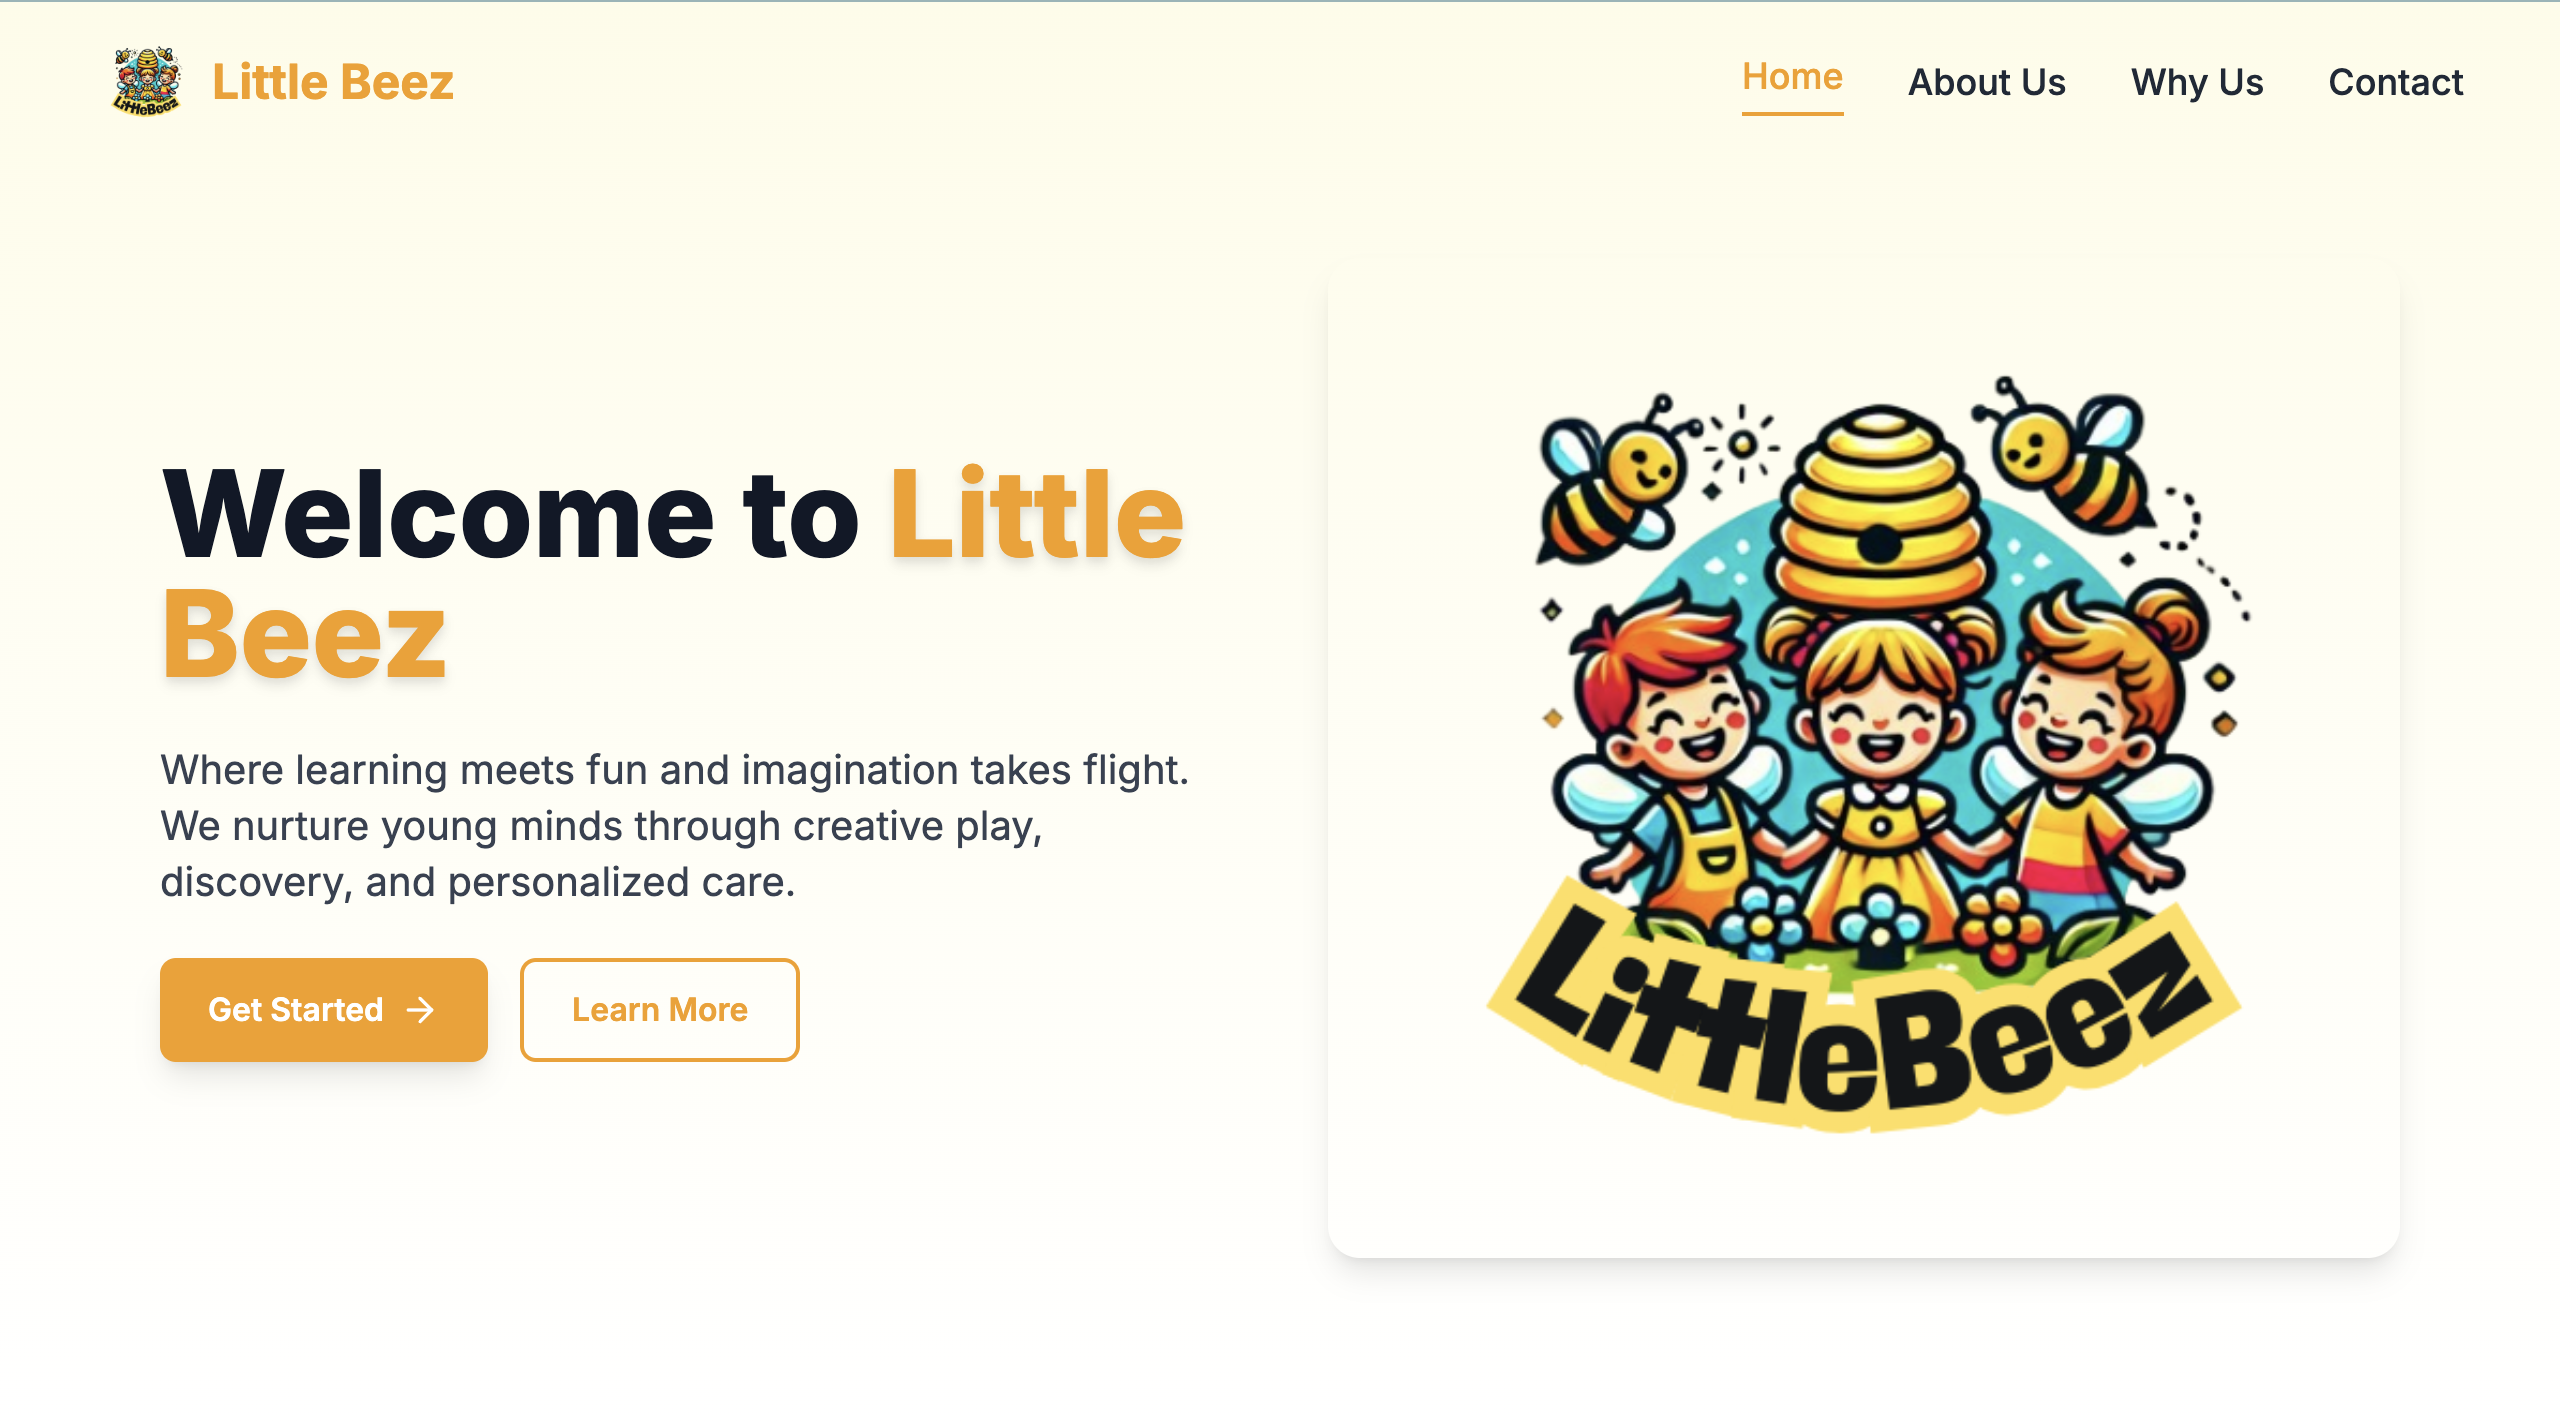 LittleBeez
Little Beez
Home
About Us
Why Us
Contact
Welcome to Little
Beez
Where learning meets fun and imagination takes flight.
We nurture young minds through creative play,
discovery, and personalized care.
Get Started
Learn More
LittleBeez